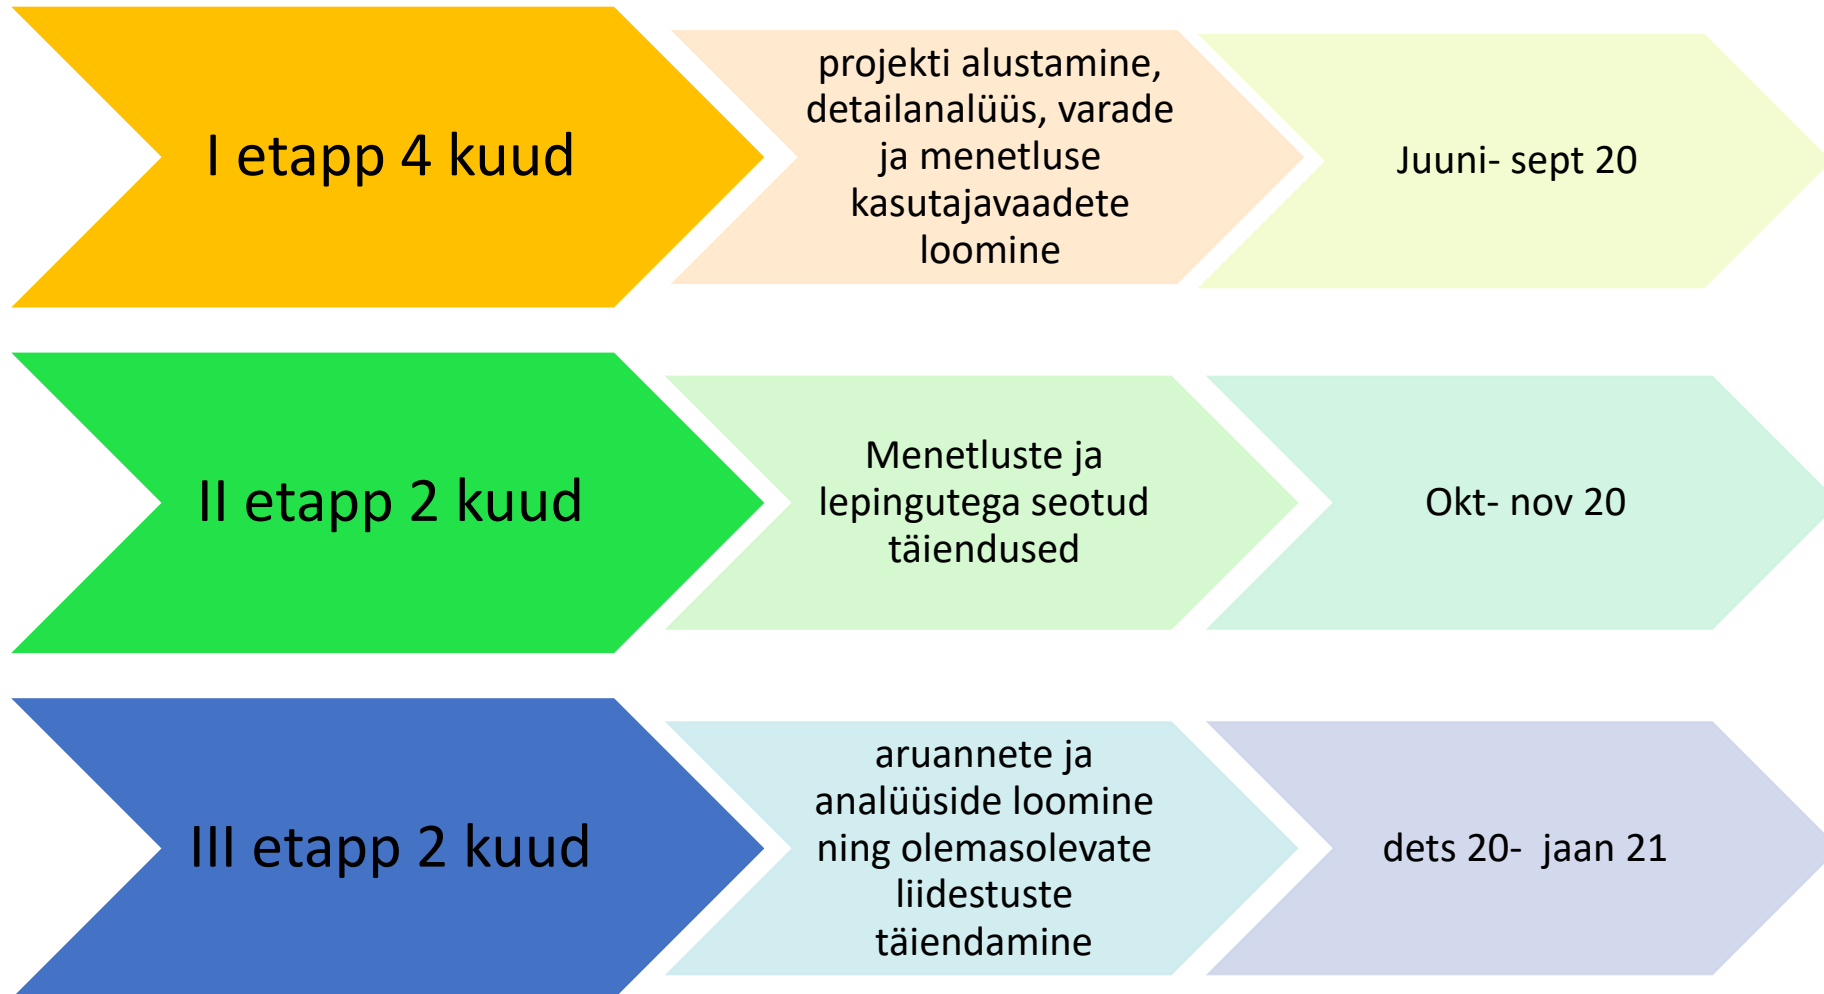 I etapp 4 kuud
projekti alustamine,
detailanalüüs, varade
ja menetluse
kasutajavaadete
loomine
Juuni- sept 20
II etapp 2 kuud
Menetluste ja
lepingutega seotud
täiendused
Okt- nov 20
III etapp 2 kuud
aruannete ja
analüüside loomine
ning olemasolevate
liidestuste
täiendamine
dets 20-  jaan 21